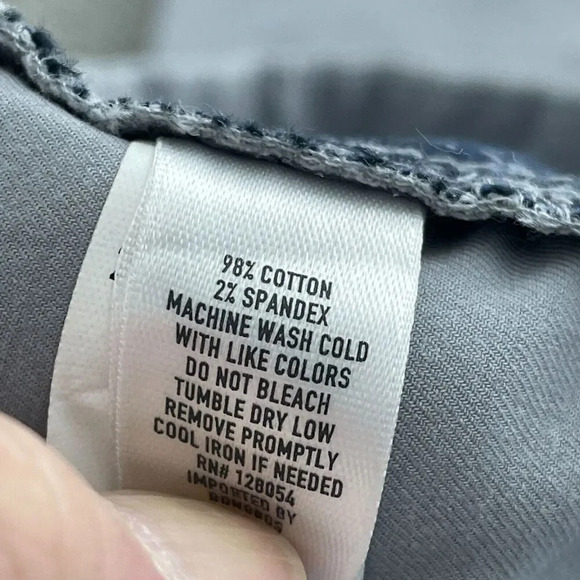 98% COTTON
2% SPANDEX
MACHINE WASH COLD
WITH LIKE COLORS
DO NOT BLEACH
TUMBLE DRY LOW
REMOVE PROMPTLY
COOL IRON IF NEEDED
RN# 128054
IMPORTED BY